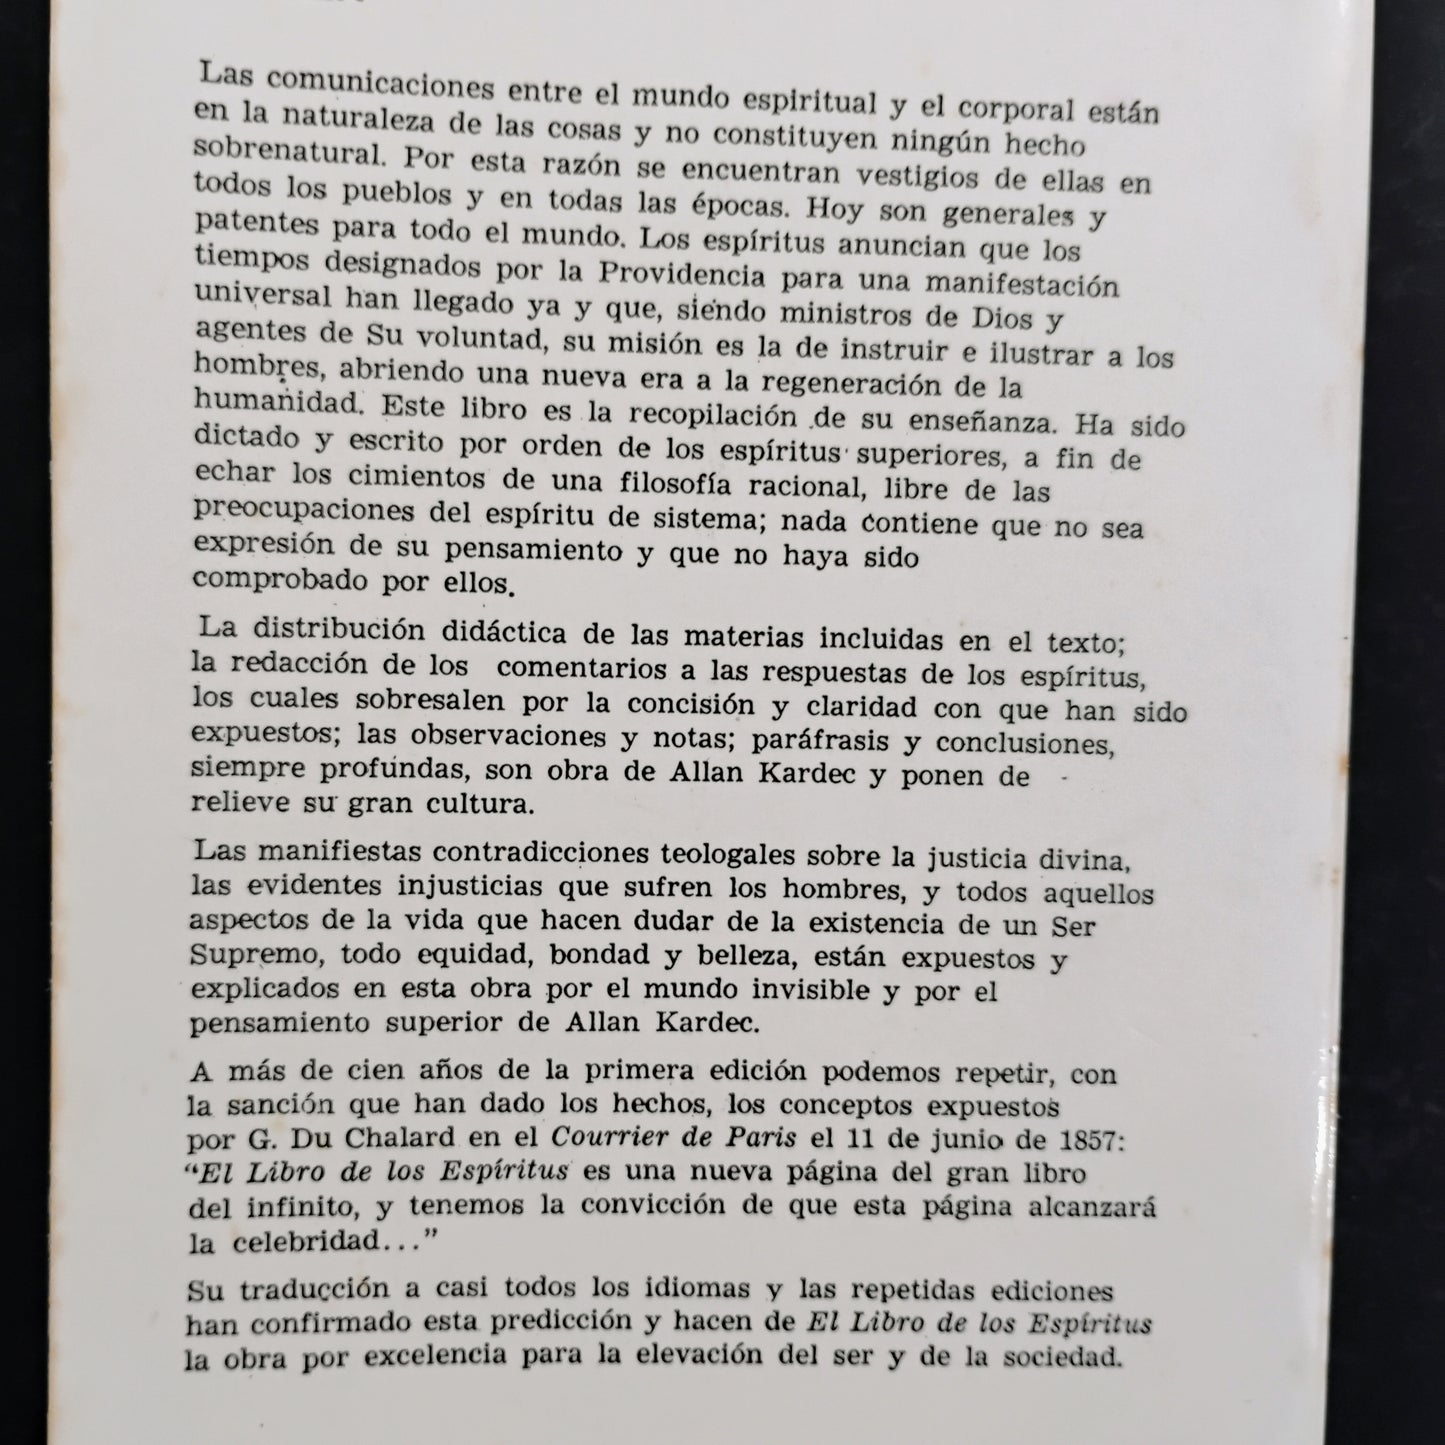 Las comunicaciones entre el mundo espiritual y el corporal están
en la naturaleza de las cosas y no constituyen ningún hecho
sobrenatural. Por esta razón se encuentran vestigios de ellas en
todos los pueblos y en todas las épocas. Hoy son generales y
patentes para todo el mundo. Los espíritus anuncian que los
tiempos designados por la Providencia para una manifestación
universal han llegado ya y que, siendo ministros de Dios y
agentes de Su voluntad, su misión es la de instruir e ilustrar a los
hombres, abriendo una nueva era a la regeneración de la
humanidad. Este libro es la recopilación de su enseñanza. Ha sido
dictado y escrito por orden de los espíritus superiores, a fin de
echar los cimientos de una filosofía racional, libre de las
preocupaciones del espíritu de sistema; nada contiene que no sea
expresión de su pensamiento y que no haya sido
comprobado por ellos.
La distribución didáctica de las materias incluidas en el texto;
la redacción de los comentarios a las respuestas de los espíritus,
los cuales sobresalen por la concisión y claridad con que han sido
expuestos; las observaciones y notas; paráfrasis y conclusiones,
siempre profundas, son obra de Allan Kardec y ponen de
relieve su gran cultura.
Las manifiestas contradicciones teologales sobre la justicia divina,
las evidentes injusticias que sufren los hombres, y todos aquellos
aspectos de la vida que hacen dudar de la existencia de un Ser
Supremo, todo equidad, bondad y belleza, están expuestos y
explicados en esta obra por el mundo invisible y por el
pensamiento superior de Allan Kardec.
A más de cien años de la primera edición podemos repetir, con
la sanción que han dado los hechos, los conceptos expuestos
por G. Du Chalard en el Courrier de Paris el 11 de junio de 1857:
“El Libro de los Espíritus es una nueva página del gran libro
del infinito, y tenemos la convicción de que esta página alcanzará
la celebridad...”
Su traducción a casi todos los idiomas y las repetidas ediciones
han confirmado esta predicción y hacen de El Libro de los Espíritus
la obra por excelencia para la elevación del ser y de la sociedad.